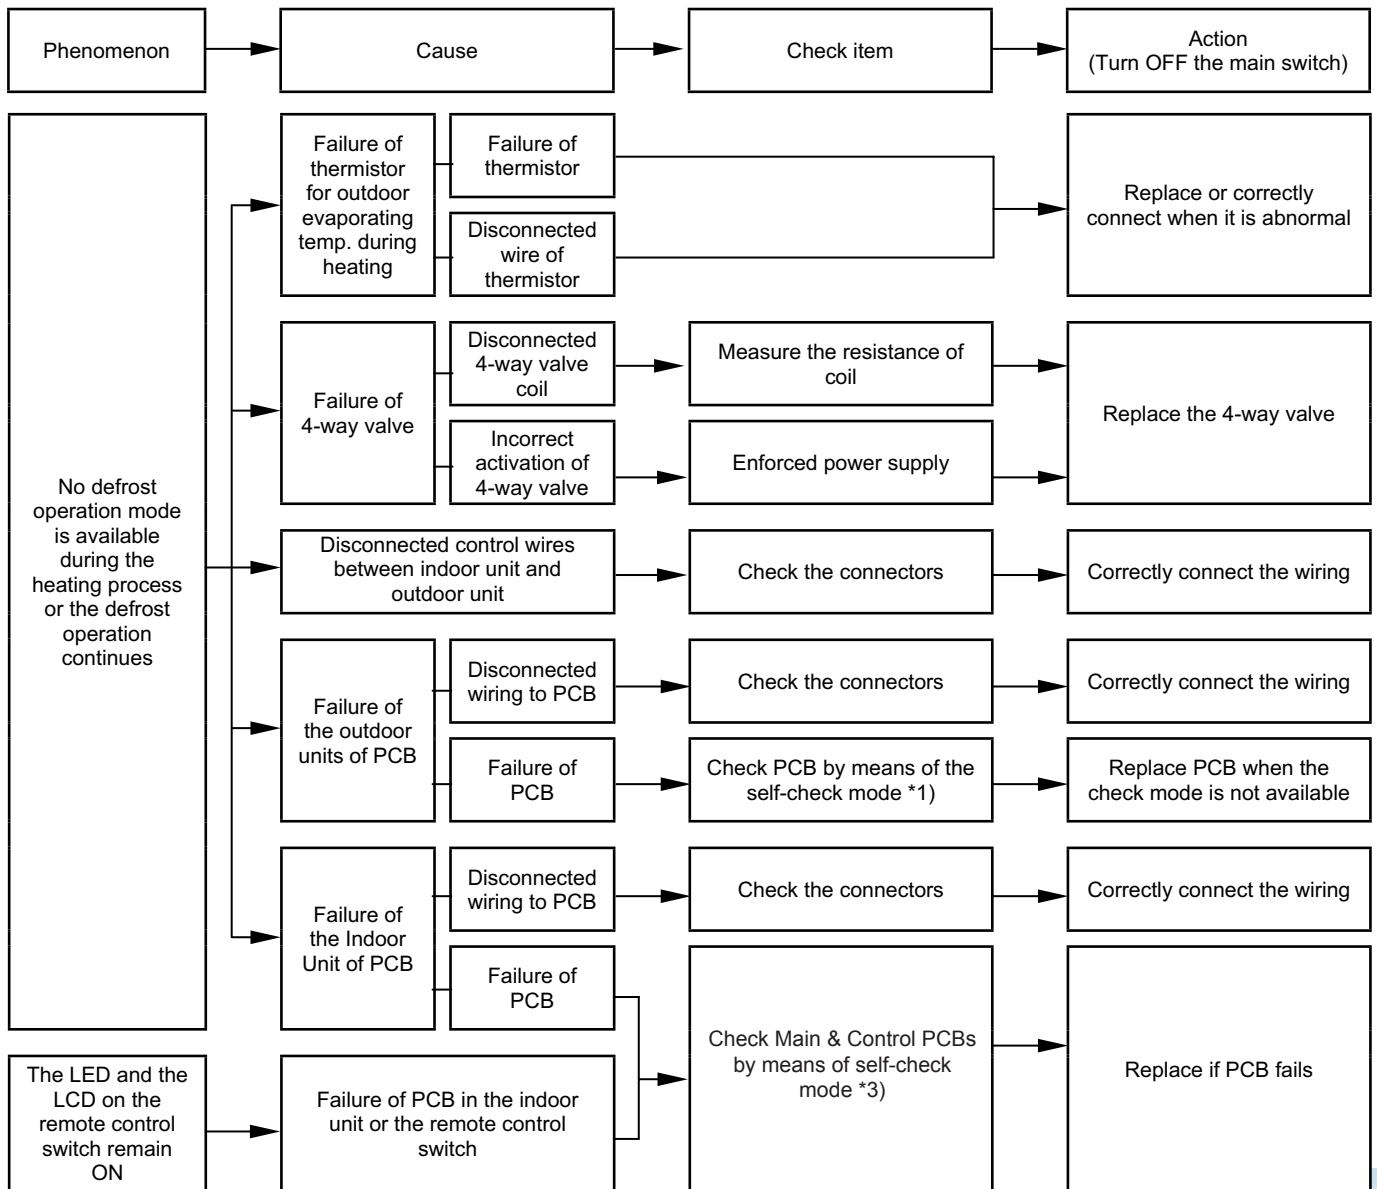 Phenomenon
Cause
Check item
Action
(Turn OFF the main switch)
No defrost
operation mode
is available
during the
heating process
or the defrost
operation
continues
Failure of
thermistor
for outdoor
evaporating
temp. during
heating
Failure of
thermistor
Disconnected
wire of
thermistor
Replace or correctly
connect when it is abnormal
Failure of
4-way valve
Disconnected
4-way valve
coil
Measure the resistance of
coil
Incorrect
activation of
4-way valve
Enforced power supply
Replace the 4-way valve
Disconnected control wires
between indoor unit and
outdoor unit
Check the connectors
Correctly connect the wiring
Failure of
the outdoor
units of PCB
Disconnected
wiring to PCB
Check the connectors
Correctly connect the wiring
Failure of
PCB
Check PCB by means of the
self-check mode *1)
Replace PCB when the
check mode is not available
Failure of
the Indoor
Unit of PCB
Disconnected
wiring to PCB
Check the connectors
Correctly connect the wiring
Failure of
PCB
Check Main & Control PCBs
by means of self-check
mode *3)
Replace if PCB fails
The LED and the
LCD on the
remote control
switch remain
ON
Failure of PCB in the indoor
unit or the remote control
switch